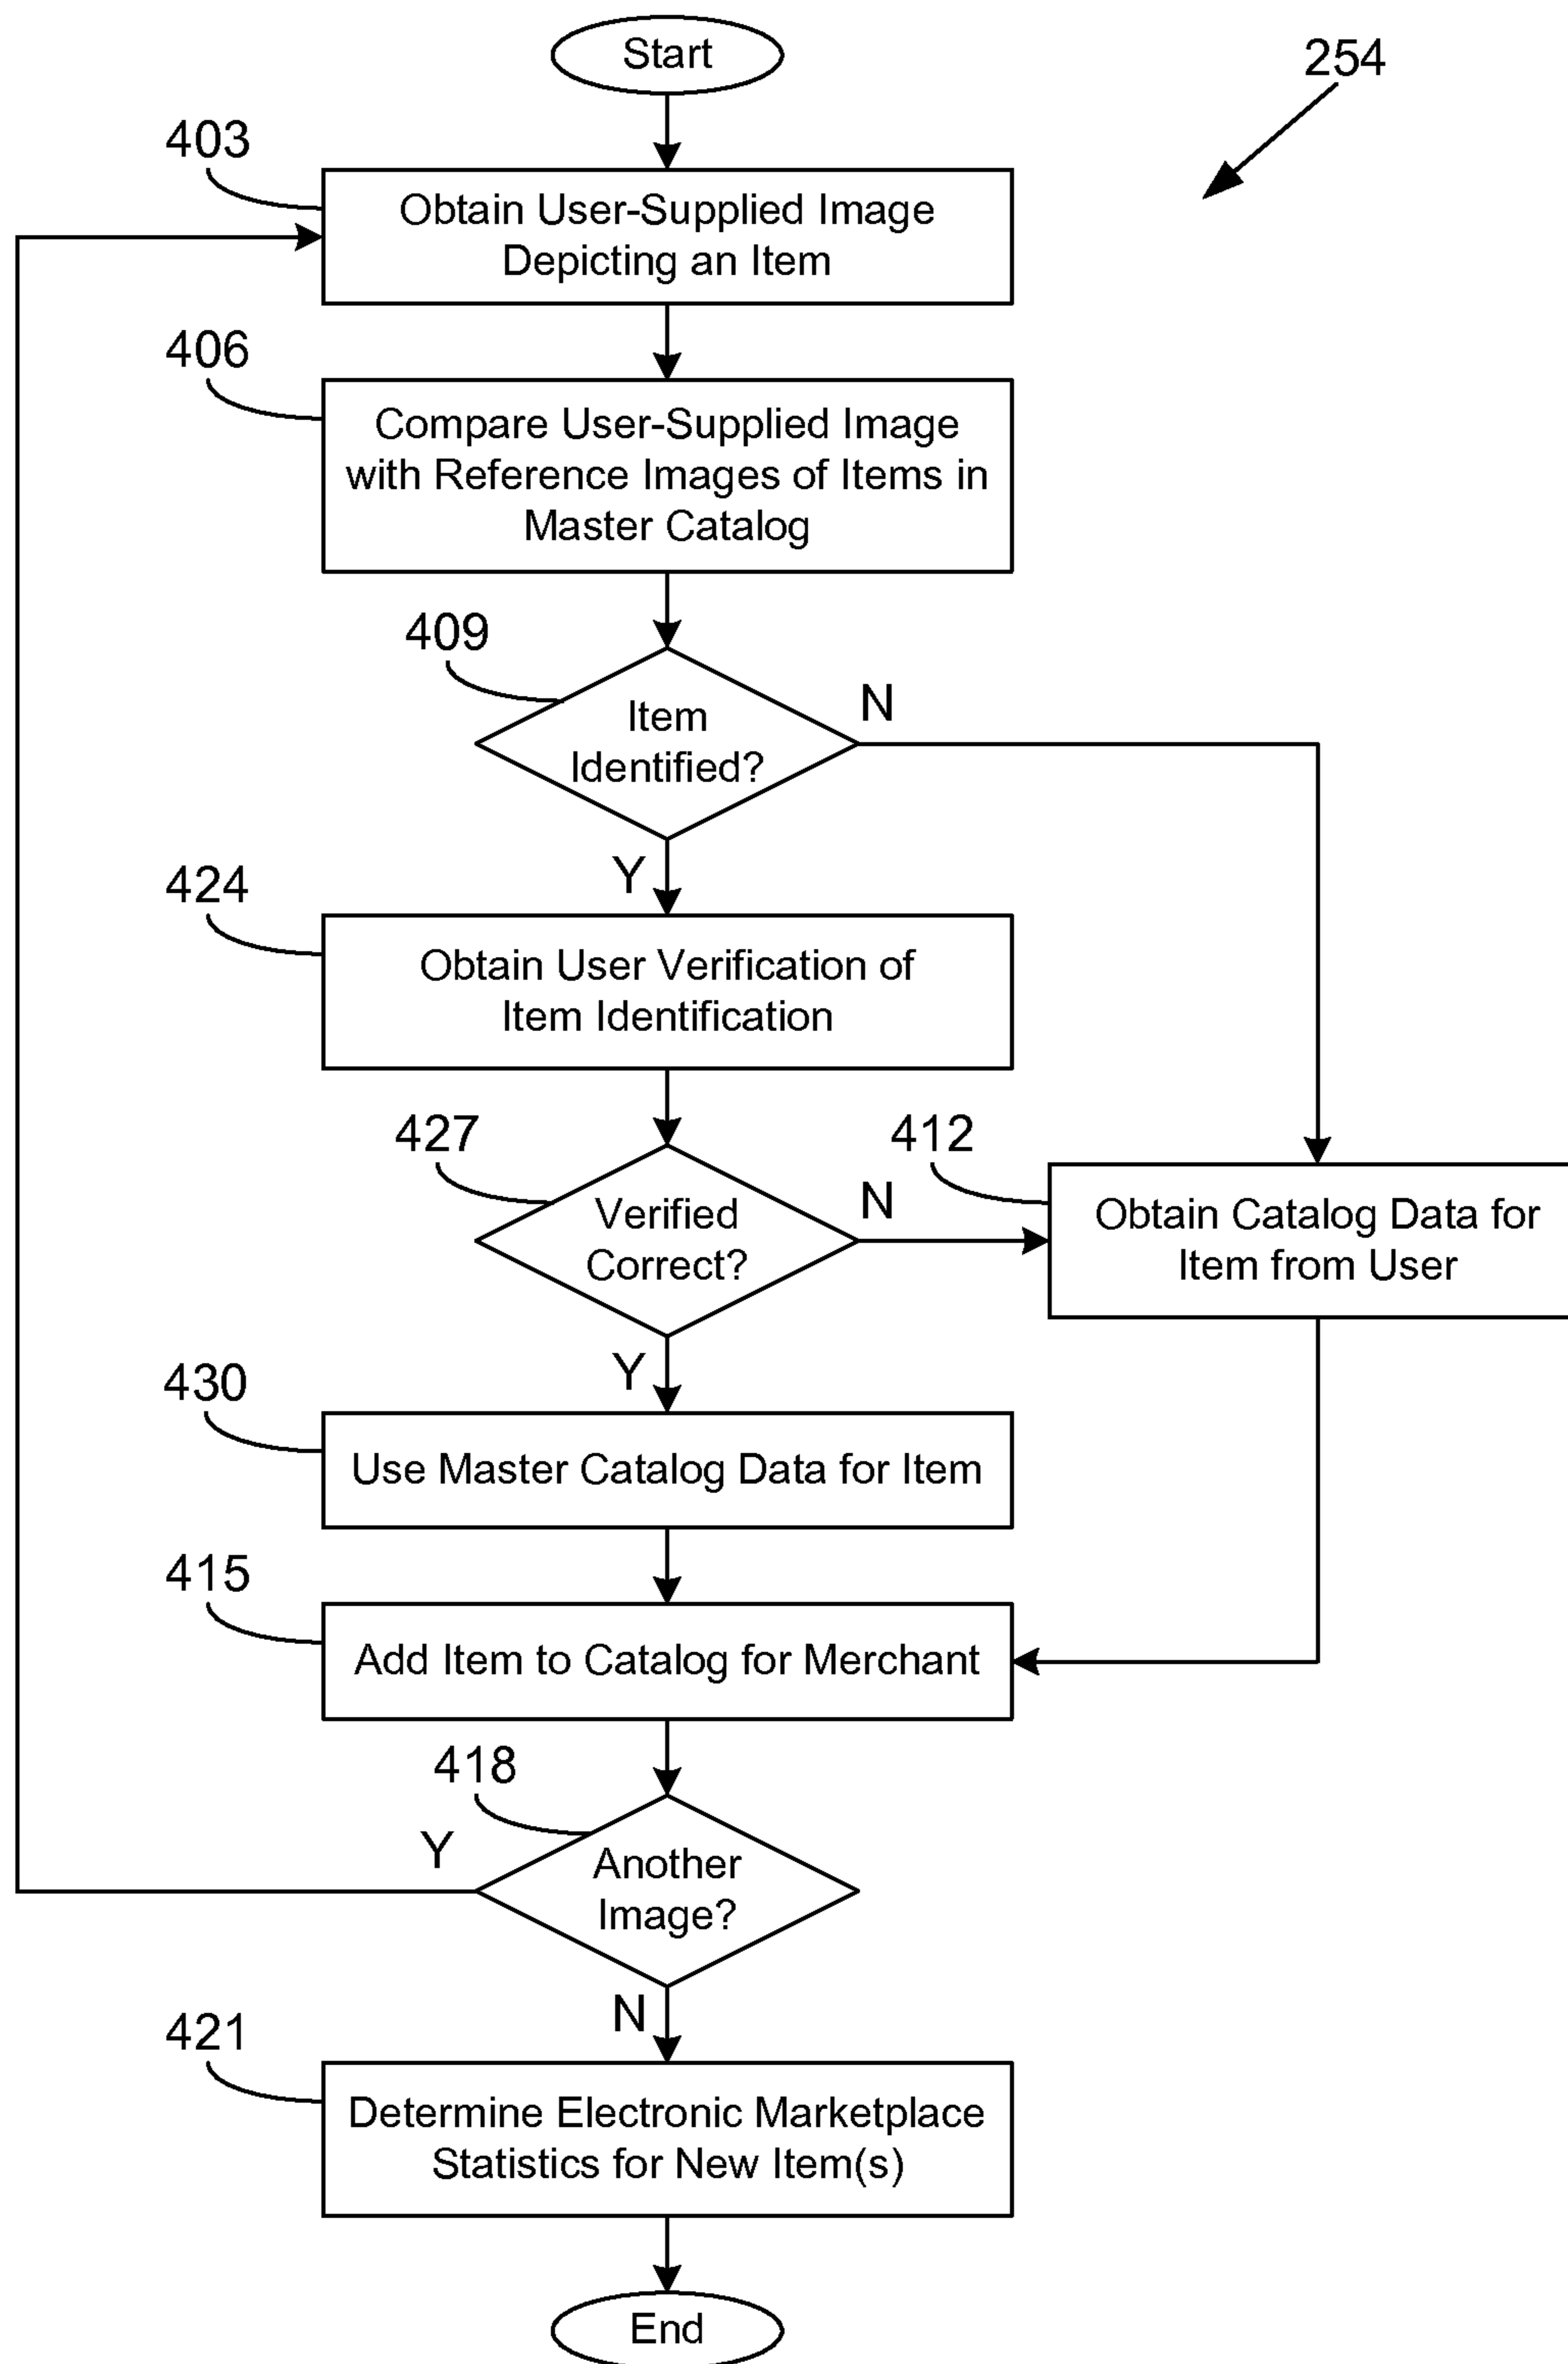 Start
254
403
Obtain User-Supplied Image
Depicting an Item
406
Compare User-Supplied Image
with Reference Images of Items in
Master Catalog
409
Item
Identified?
N
Y
424
Obtain User Verification of
Item Identification
427
Verified
Correct?
N
412
Obtain Catalog Data for
Item from User
Y
430
Use Master Catalog Data for Item
415
Add Item to Catalog for Merchant
418
Another
Image?
Y
N
421
Determine Electronic Marketplace
Statistics for New Item(s)
End